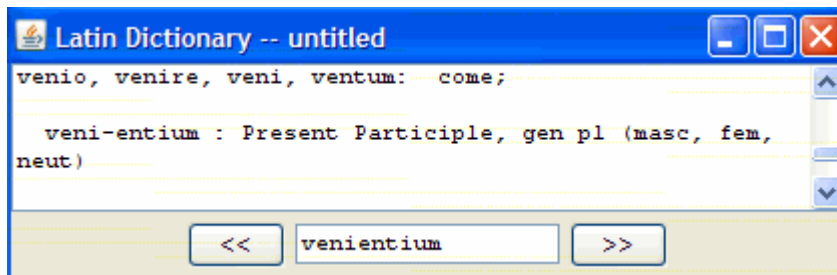 Latin Dictionary -- untitled
venio, venire, veni, ventum:  come;
veni-entium : Present Participle, gen pl (masc, fem,
neut)
<< venientium >>